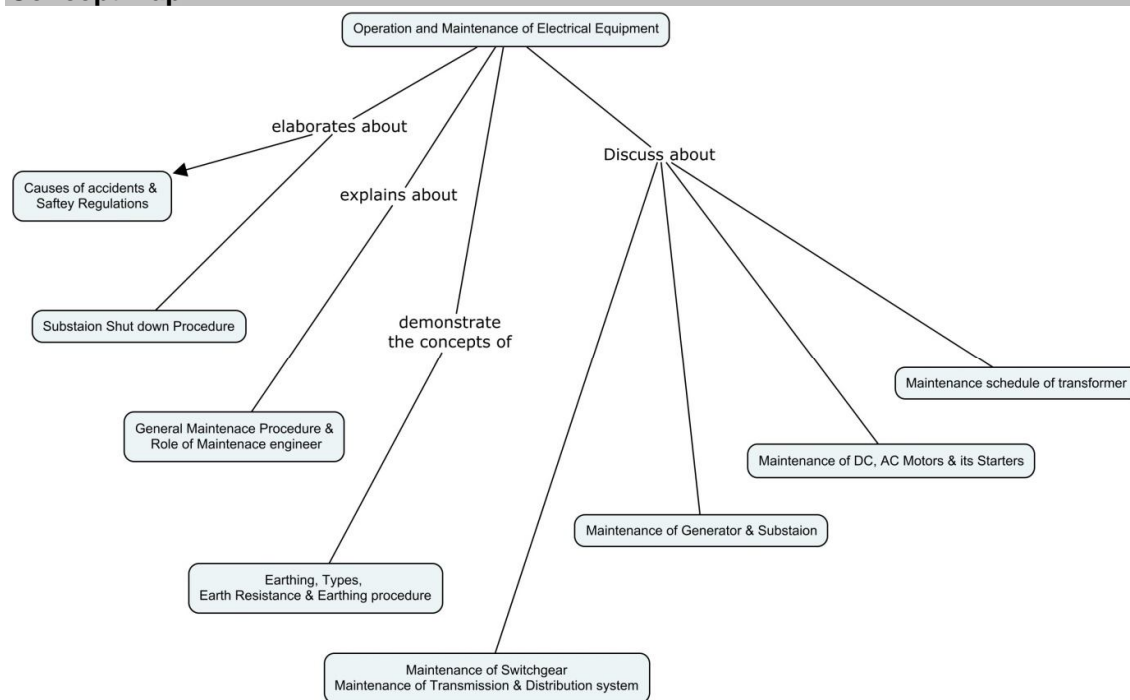 Operation and Maintenance of Electrical Equipment
elaborates about
Discuss about
Causes of accidents &
Saftey Regulations
explains about
Substaion Shut down Procedure
demonstrate
the concepts of
Maintenance schedule of transformer
General Maintenace Procedure &
Role of Maintenace engineer
Maintenance of DC, AC Motors & its Starters
Maintenance of Generator & Substaion
Earthing, Types,
Earth Resistance & Earthing procedure
Maintenance of Switchgear
Maintenance of Transmission & Distribution system